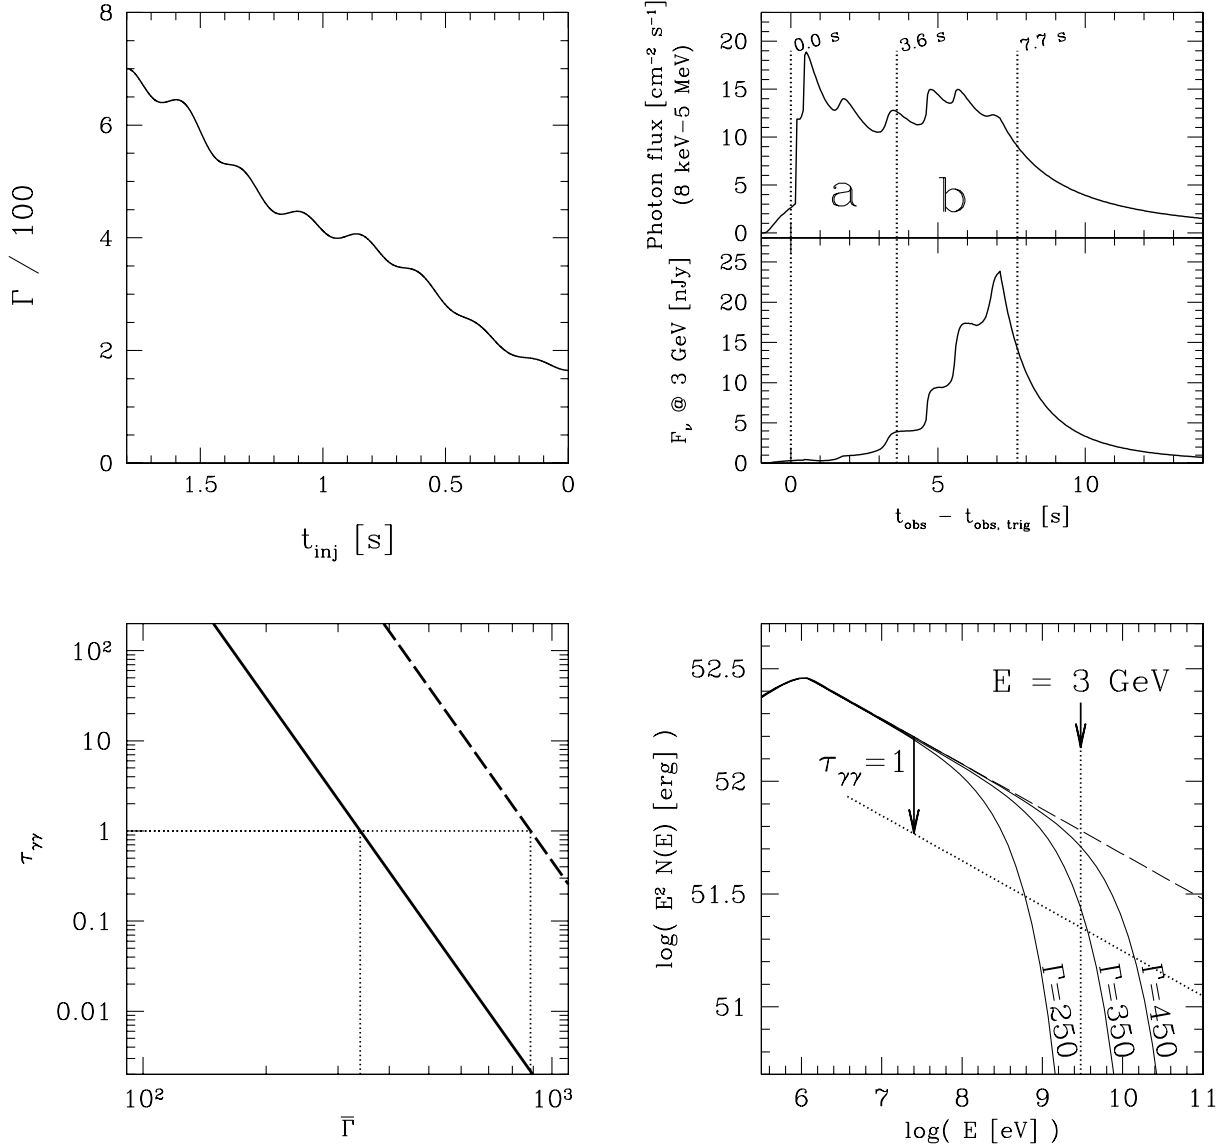 8
6
4
2
0
1.5
1
0.5
0
Γ / 100
t_inj [s]
0.0 s
3.6 s
7.7 s
20
15
10
5
0
Photon flux [cm⁻² s⁻¹]
(8 keV−5 MeV)
a
b
25
20
15
10
5
0
F_ν @ 3 GeV [nJy]
0
5
10
t_obs − t_obs, trig [s]
10²
10
1
0.1
0.01
τ_γγ
10²
10³
Γ̅
52.5
52
51.5
51
log( E² N(E) [erg] )
E = 3 GeV
τ_γγ=1
Γ=250
Γ=350
Γ=450
6
7
8
9
10
11
log( E [eV] )